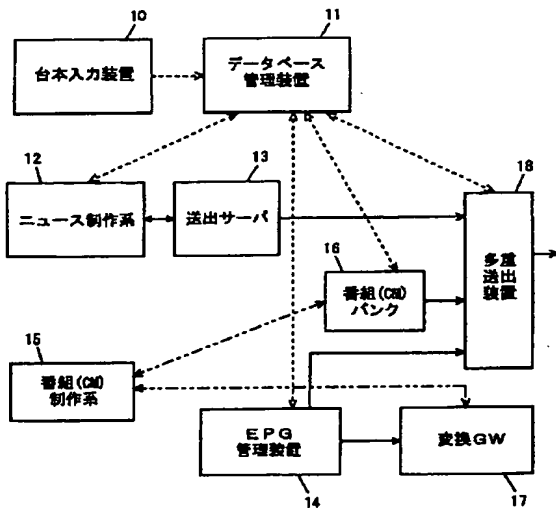 10
台本入力装置
11
データベース
管理装置
12
ニュース制作系
13
送出サーバ
18
多重
送出
装置
16
番組(CM)
バンク
15
番組(CM)
制作系
EPG
管理装置
14
変換GW
17